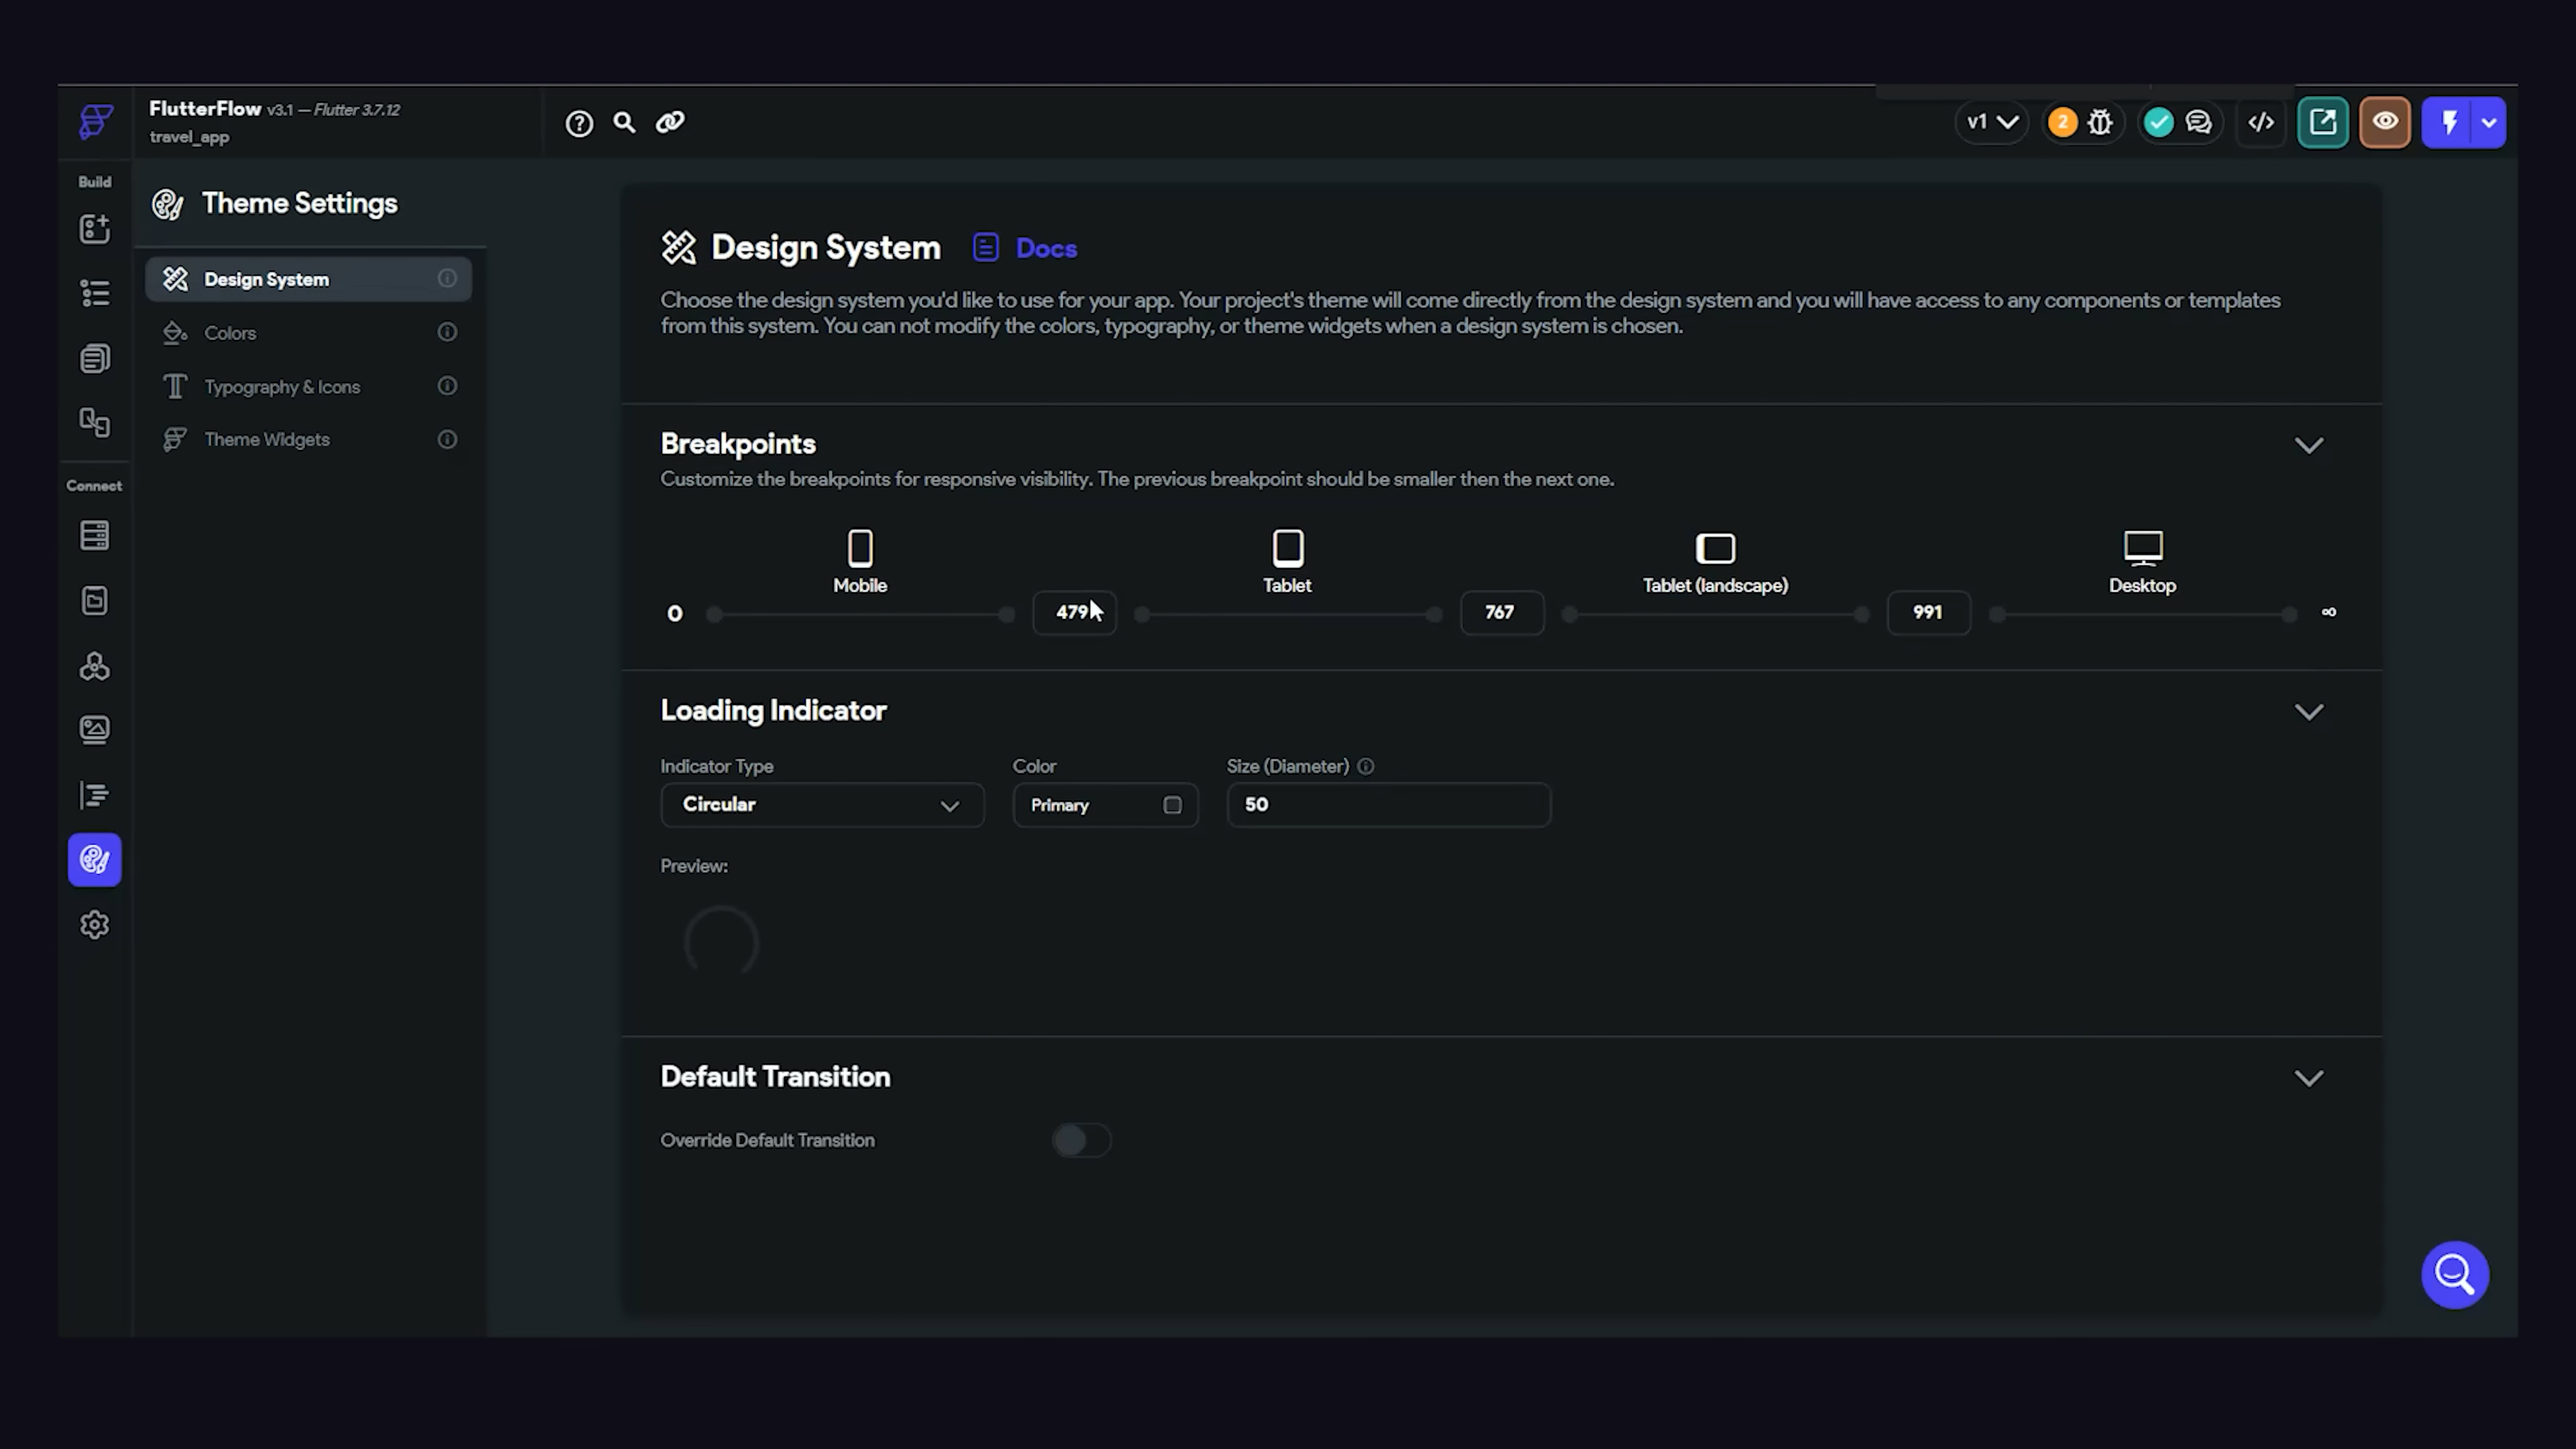 FlutterFlow v3.1 — Flutter 3.7.12
travel_app
v1
2
Build
Theme Settings
Design System
Colors
Typography & Icons
Theme Widgets
Connect
Design System
Docs
Choose the design system you'd like to use for your app. Your project's theme will come directly from the design system and you will have access to any components or templates
from this system. You can not modify the colors, typography, or theme widgets when a design system is chosen.
Breakpoints
Customize the breakpoints for responsive visibility. The previous breakpoint should be smaller then the next one.
Mobile
Tablet
Tablet (landscape)
Desktop
0
479
767
991
∞
Loading Indicator
Indicator Type
Color
Size (Diameter)
Circular
Primary
50
Preview:
Default Transition
Override Default Transition